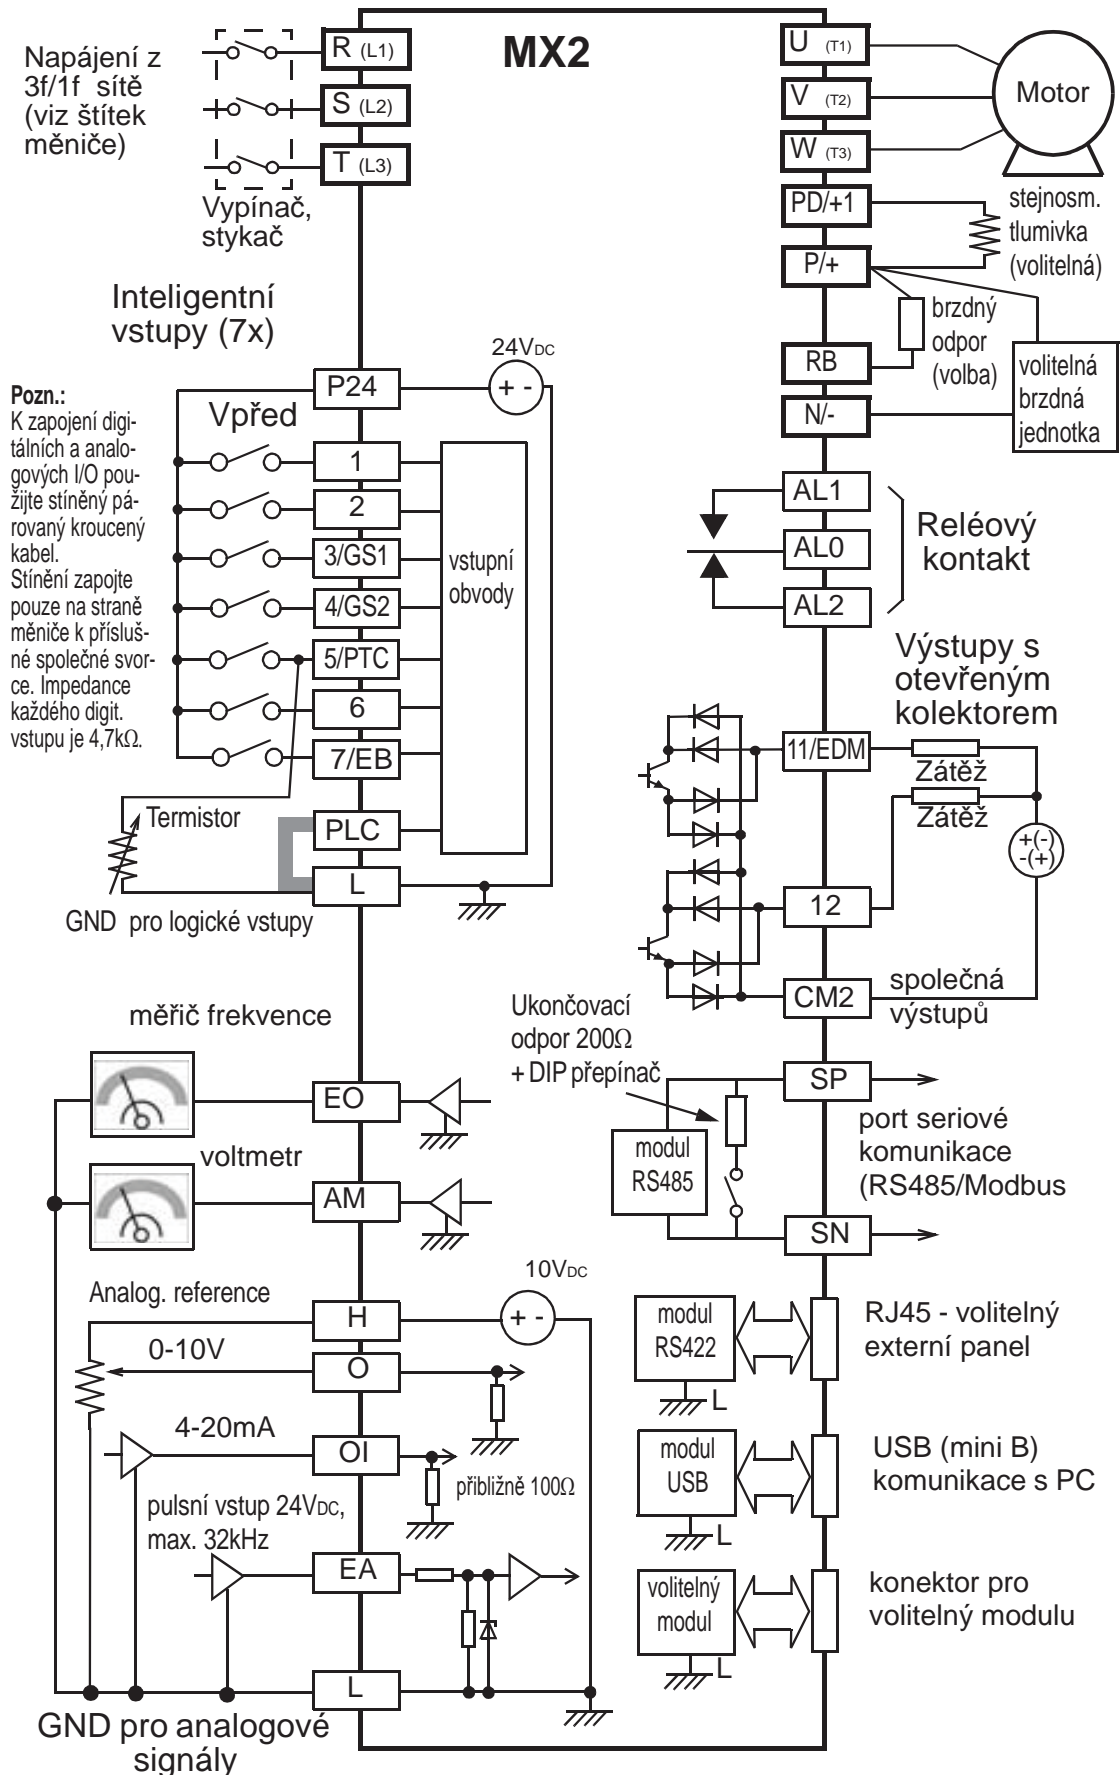 MX2
Napájení z
3f/1f sítě
(viz štítek
měniče)
R (L1)
S (L2)
T (L3)
Vypínač,
stykač
U (T1)
V (T2)
W (T3)
Motor
PD/+1
P/+
stejnosm.
tlumivka
(volitelná)
brzdný
odpor
(volba)
RB
N/-
volitelná
brzdná
jednotka
Inteligentní
vstupy (7x)
24VDC
+ -
P24
Vpřed
1
2
3/GS1
4/GS2
5/PTC
6
7/EB
PLC
L
vstupní
obvody
Pozn.:
K zapojení digi-
tálních a analo-
gových I/O pou-
žijte stíněný pá-
rovaný kroucený
kabel.
Stínění zapojte
pouze na straně
měniče k přísluš-
né společné svor-
ce. Impedance
každého digit.
vstupu je 4,7kΩ.
Termistor
GND pro logické vstupy
AL1
AL0
AL2
Reléový
kontakt
Výstupy s
otevřeným
kolektorem
11/EDM
Zátěž
Zátěž
+(-)
-(+)
12
CM2
společná
výstupů
měřič frekvence
EO
voltmetr
AM
Ukončovací
odpor 200Ω
+ DIP přepínač
modul
RS485
SP
SN
port seriové
komunikace
(RS485/Modbus
Analog. reference
10VDC
+ -
H
0-10V
O
4-20mA
OI
přibližně 100Ω
pulsní vstup 24VDC,
max. 32kHz
EA
L
GND pro analogové
signály
modul
RS422
L
RJ45 - volitelný
externí panel
modul
USB
L
USB (mini B)
komunikace s PC
volitelný
modul
L
konektor pro
volitelný modulu